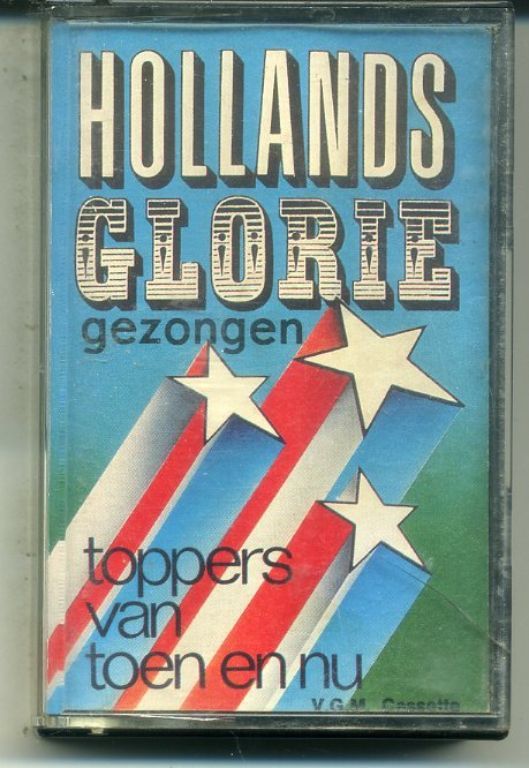 HOLLANDS
GLORIE
gezongen
toppers
van
toen en nu
V.G.M. Cassette